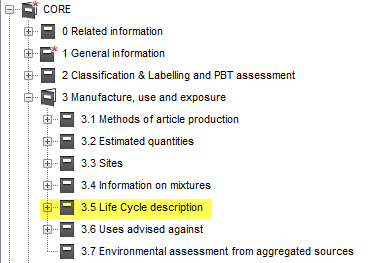 CORE
0 Related information
1 General information
2 Classification & Labelling and PBT assessment
3 Manufacture, use and exposure
3.1 Methods of article production
3.2 Estimated quantities
3.3 Sites
3.4 Information on mixtures
3.5 Life Cycle description
3.6 Uses advised against
3.7 Environmental assessment from aggregated sources